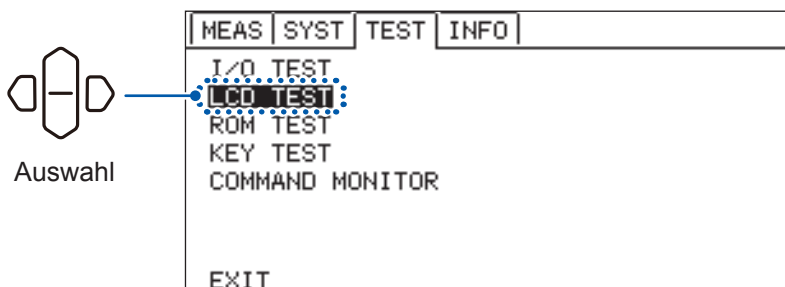 MEAS SYST TEST INFO
I/O TEST
LCD TEST
ROM TEST
KEY TEST
COMMAND MONITOR
EXIT
Auswahl